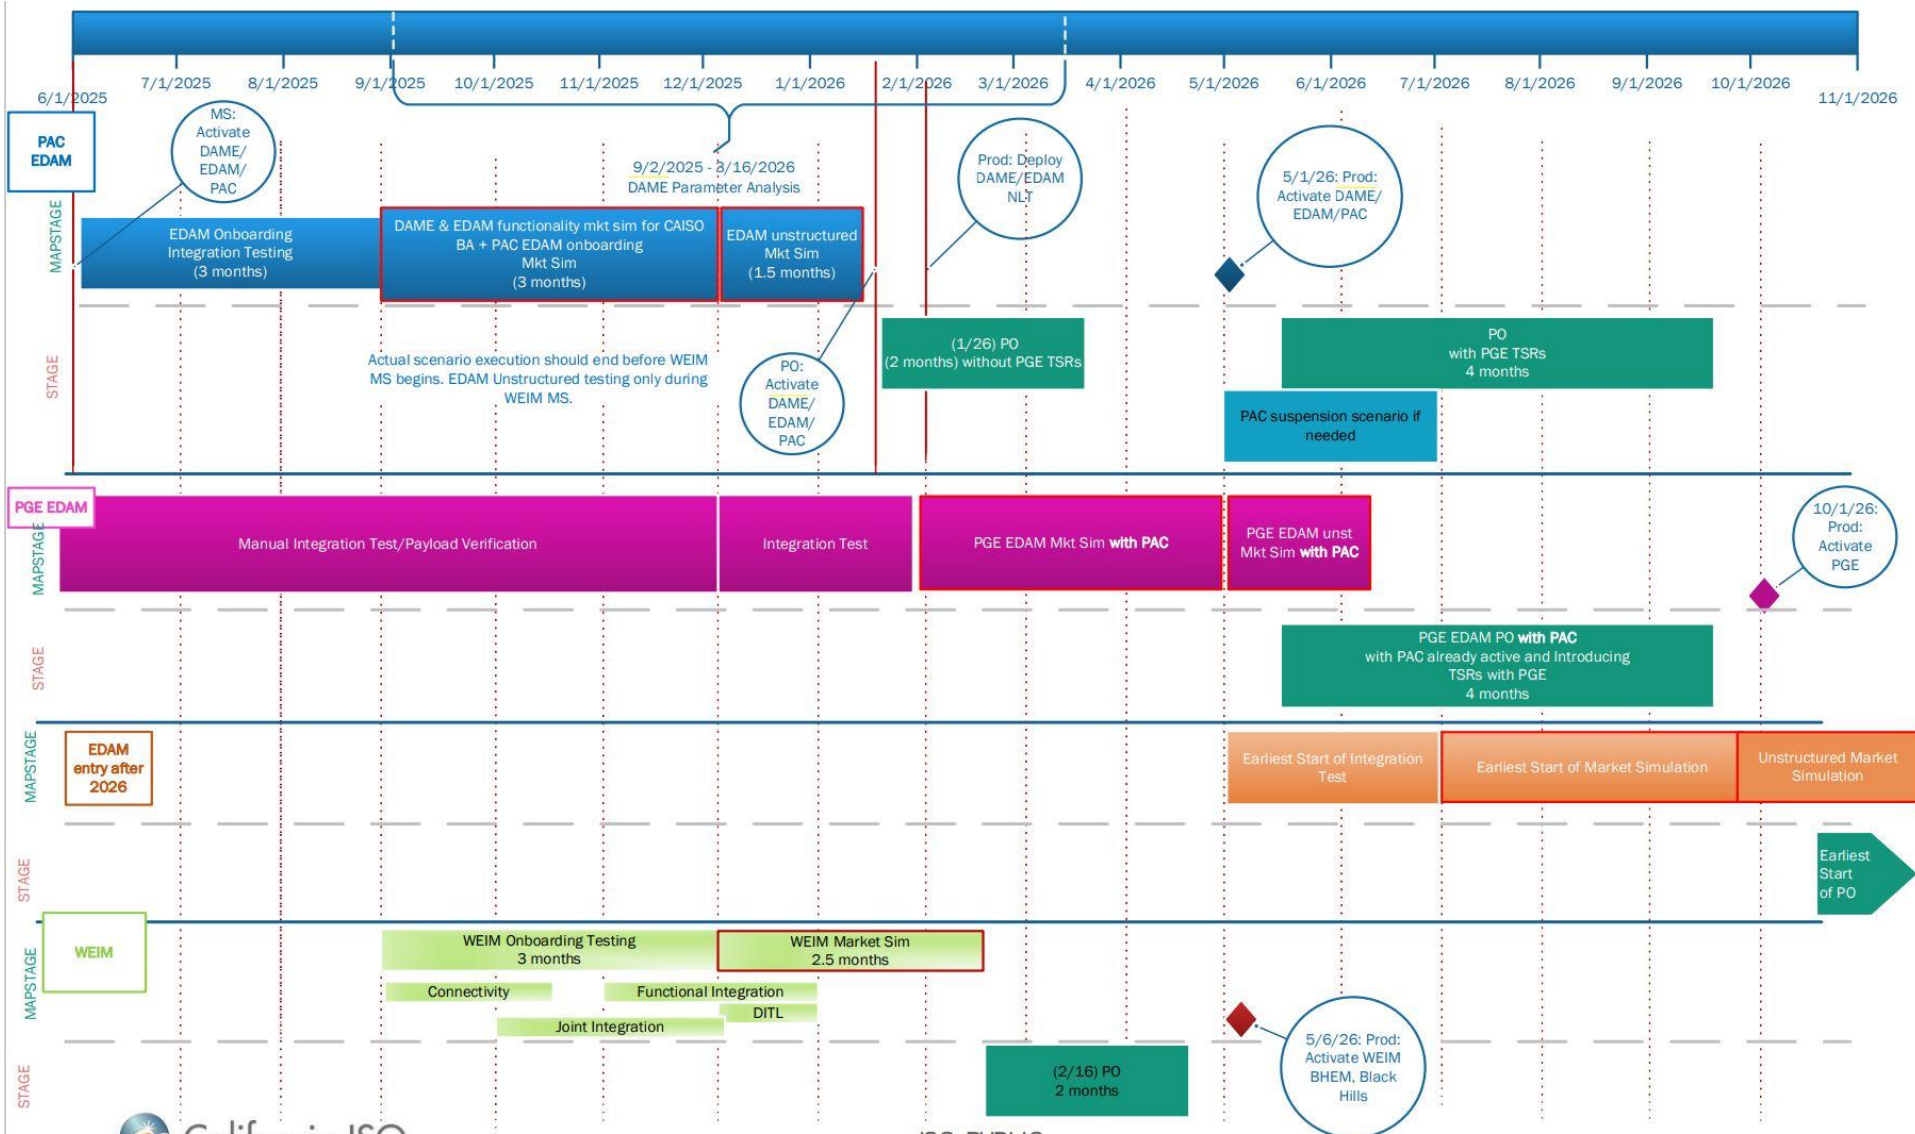 6/1/2025
7/1/2025
8/1/2025
9/1/2025
10/1/2025
11/1/2025
12/1/2025
1/1/2026
2/1/2026
3/1/2026
4/1/2026
5/1/2026
6/1/2026
7/1/2026
8/1/2026
9/1/2026
10/1/2026
11/1/2026
PAC
EDAM
MS:
Activate
DAME/
EDAM/
PAC
9/2/2025 - 3/16/2026
DAME Parameter Analysis
Prod: Deploy
DAME/EDAM
NLT
5/1/26: Prod:
Activate DAME/
EDAM/PAC
MAPSTAGE
EDAM Onboarding
Integration Testing
(3 months)
DAME & EDAM functionality mkt sim for CAISO
BA + PAC EDAM onboarding
Mkt Sim
(3 months)
EDAM unstructured
Mkt Sim
(1.5 months)
STAGE
Actual scenario execution should end before WEIM
MS begins. EDAM Unstructured testing only during
WEIM MS.
PO:
Activate
DAME/
EDAM/
PAC
(1/26) PO
(2 months) without PGE TSRs
PO
with PGE TSRs
4 months
PAC suspension scenario if
needed
PGE EDAM
MAPSTAGE
Manual Integration Test/Payload Verification
Integration Test
PGE EDAM Mkt Sim with PAC
PGE EDAM unst
Mkt Sim with PAC
10/1/26:
Prod:
Activate
PGE
STAGE
PGE EDAM PO with PAC
with PAC already active and Introducing
TSRs with PGE
4 months
MAPSTAGE
EDAM
entry after
2026
Earliest Start of Integration
Test
Earliest Start of Market Simulation
Unstructured Market
Simulation
STAGE
Earliest
Start
of PO
WEIM
MAPSTAGE
WEIM Onboarding Testing
3 months
WEIM Market Sim
2.5 months
Connectivity
Functional Integration
DITL
Joint Integration
5/6/26: Prod:
Activate WEIM
BHEM, Black
Hills
STAGE
(2/16) PO
2 months
California ISO
ISO PUBLIC